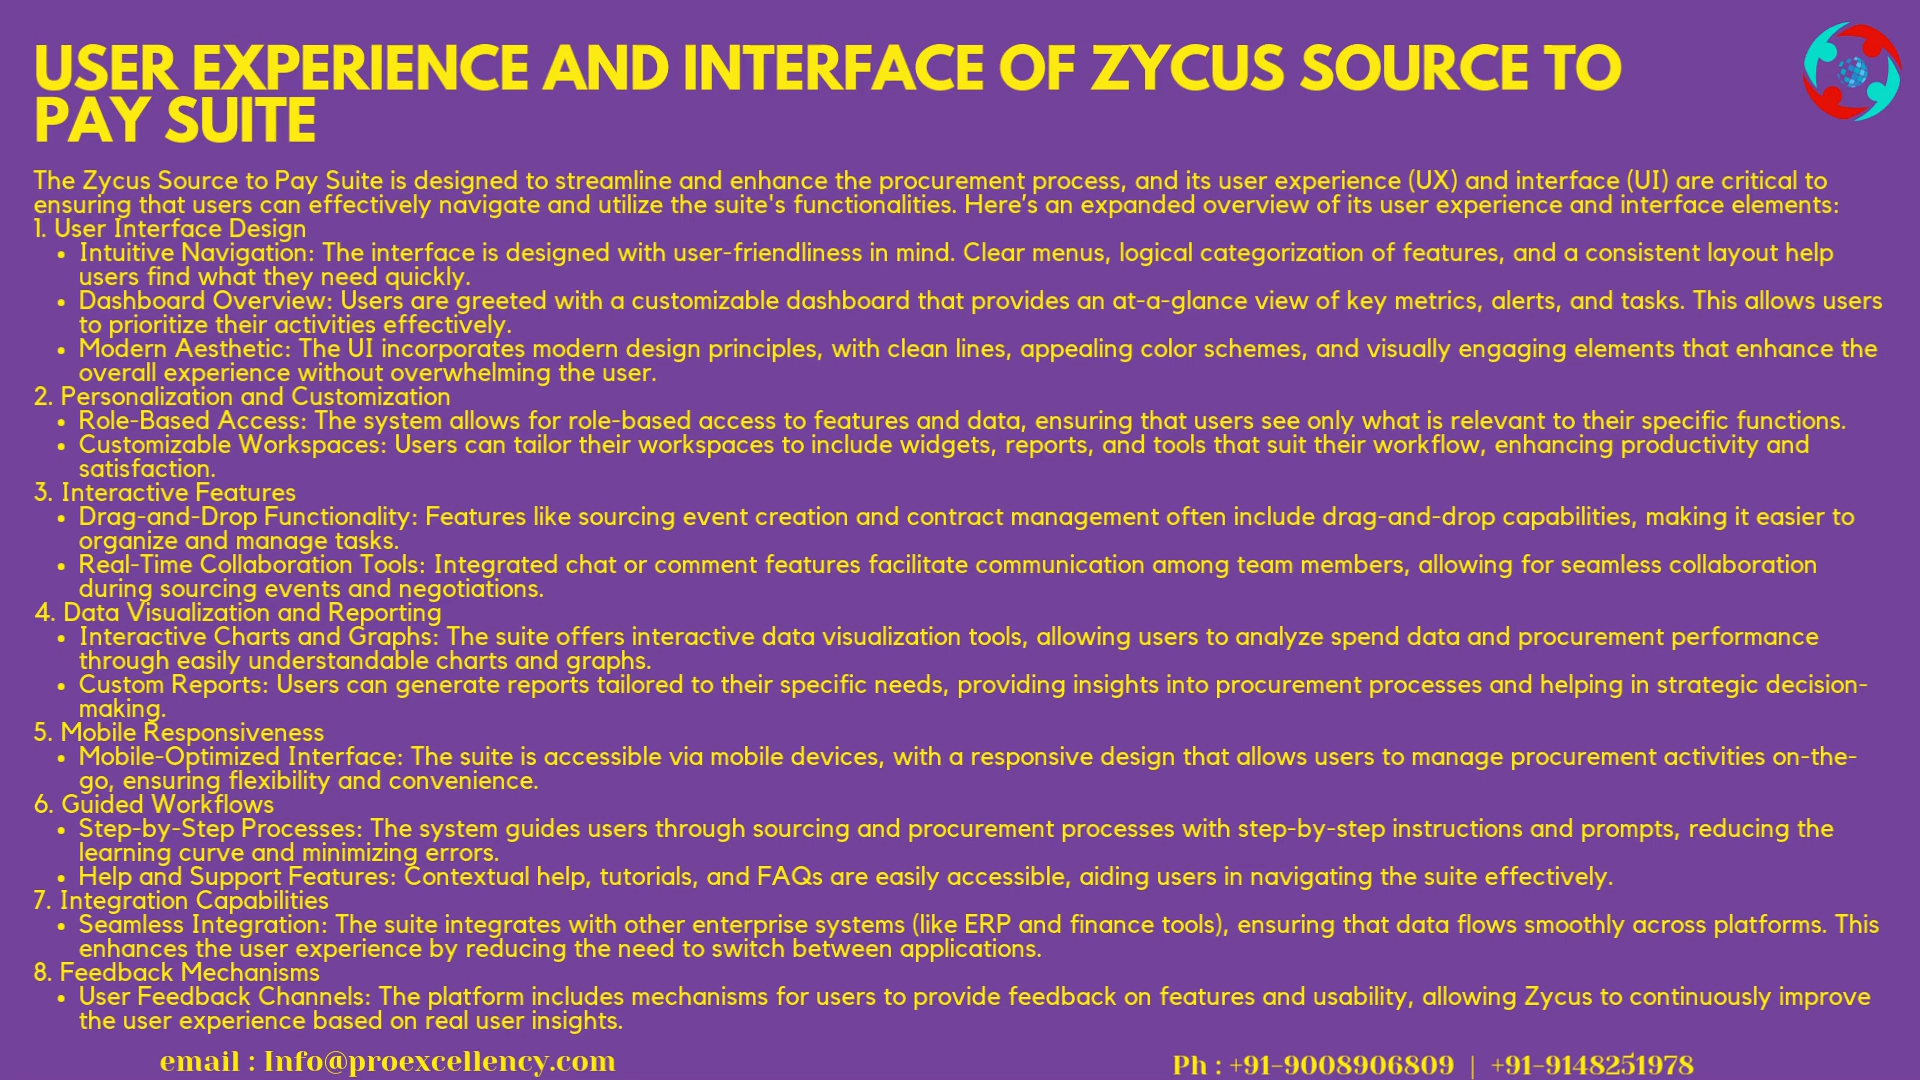 USER EXPERIENCE AND INTERFACE OF ZYCUS SOURCE TO
PAY SUITE
The Zycus Source to Pay Suite is designed to streamline and enhance the procurement process, and its user experience (UX) and interface (UI) are critical to
ensuring that users can effectively navigate and utilize the suite's functionalities. Here’s an expanded overview of its user experience and interface elements:
1. User Interface Design
• Intuitive Navigation: The interface is designed with user-friendliness in mind. Clear menus, logical categorization of features, and a consistent layout help
users find what they need quickly.
• Dashboard Overview: Users are greeted with a customizable dashboard that provides an at-a-glance view of key metrics, alerts, and tasks. This allows users
to prioritize their activities effectively.
• Modern Aesthetic: The UI incorporates modern design principles, with clean lines, appealing color schemes, and visually engaging elements that enhance the
overall experience without overwhelming the user.
2. Personalization and Customization
• Role-Based Access: The system allows for role-based access to features and data, ensuring that users see only what is relevant to their specific functions.
• Customizable Workspaces: Users can tailor their workspaces to include widgets, reports, and tools that suit their workflow, enhancing productivity and
satisfaction.
3. Interactive Features
• Drag-and-Drop Functionality: Features like sourcing event creation and contract management often include drag-and-drop capabilities, making it easier to
organize and manage tasks.
• Real-Time Collaboration Tools: Integrated chat or comment features facilitate communication among team members, allowing for seamless collaboration
during sourcing events and negotiations.
4. Data Visualization and Reporting
• Interactive Charts and Graphs: The suite offers interactive data visualization tools, allowing users to analyze spend data and procurement performance
through easily understandable charts and graphs.
• Custom Reports: Users can generate reports tailored to their specific needs, providing insights into procurement processes and helping in strategic decision-
making.
5. Mobile Responsiveness
• Mobile-Optimized Interface: The suite is accessible via mobile devices, with a responsive design that allows users to manage procurement activities on-the-
go, ensuring flexibility and convenience.
6. Guided Workflows
• Step-by-Step Processes: The system guides users through sourcing and procurement processes with step-by-step instructions and prompts, reducing the
learning curve and minimizing errors.
• Help and Support Features: Contextual help, tutorials, and FAQs are easily accessible, aiding users in navigating the suite effectively.
7. Integration Capabilities
• Seamless Integration: The suite integrates with other enterprise systems (like ERP and finance tools), ensuring that data flows smoothly across platforms. This
enhances the user experience by reducing the need to switch between applications.
8. Feedback Mechanisms
• User Feedback Channels: The platform includes mechanisms for users to provide feedback on features and usability, allowing Zycus to continuously improve
the user experience based on real user insights.
email : Info@proexcellency.com
Ph : +91-9008906809 | +91-9148251978